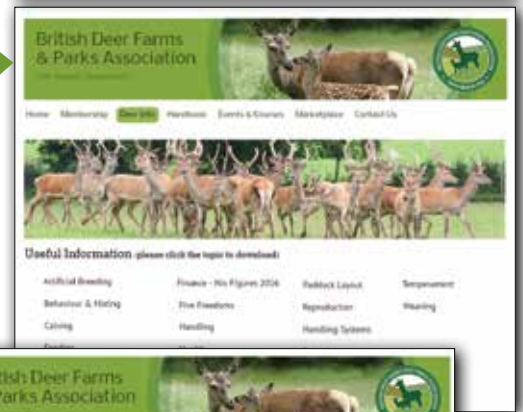 British Deer Farms
& Parks Association
Home Membership Deer Info Handbook Events & Courses Marketplace Contact Us
Useful Information (please click the topic to download)
Artificial Breeding Finance - Nix Figures 2016 Paddock Layout Temperament
Behaviour & Mating Five Freedoms Reproduction Weaning
Calving Handling Handling Systems
British Deer Farms
& Parks Association